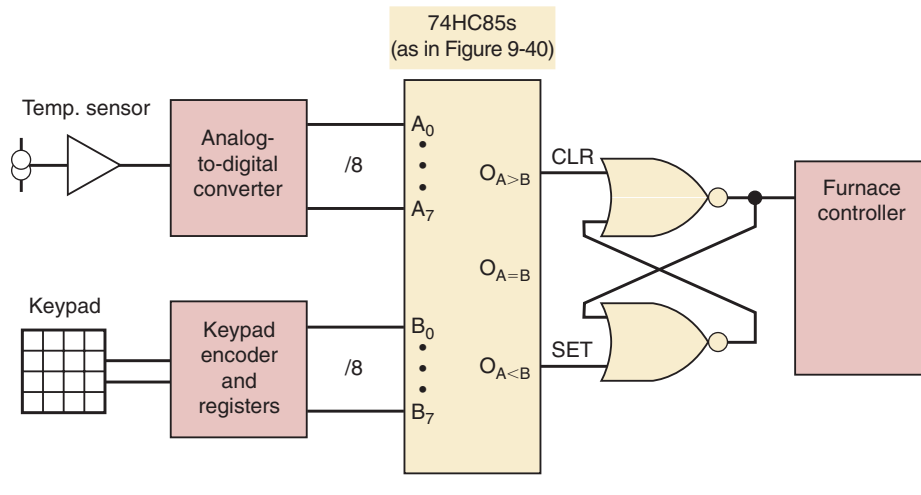 74HC85s
(as in Figure 9-40)
Temp. sensor
Analog-
to-digital
converter
/8
A0
A7
OA>B
CLR
Furnace
controller
OA=B
Keypad
Keypad
encoder
and
registers
/8
B0
B7
OA<B
SET